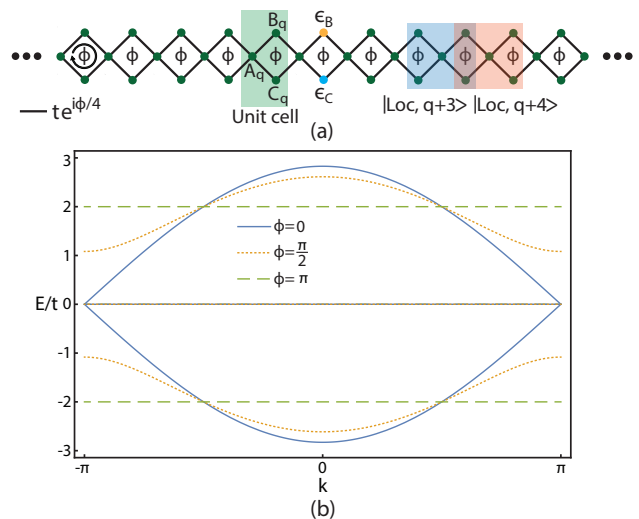 B_q ϵ_B
ϕ ϕ ϕ ϕ ϕ ϕ ϕ ϕ ϕ ϕ ϕ
A_q
C_q ϵ_C
te^{iϕ/4} Unit cell |Loc, q+3> |Loc, q+4>
(a)
3
2
ϕ=0
ϕ=π/2
ϕ=π
E/t 0
-1
-2
-3
-π 0 π
k
(b)